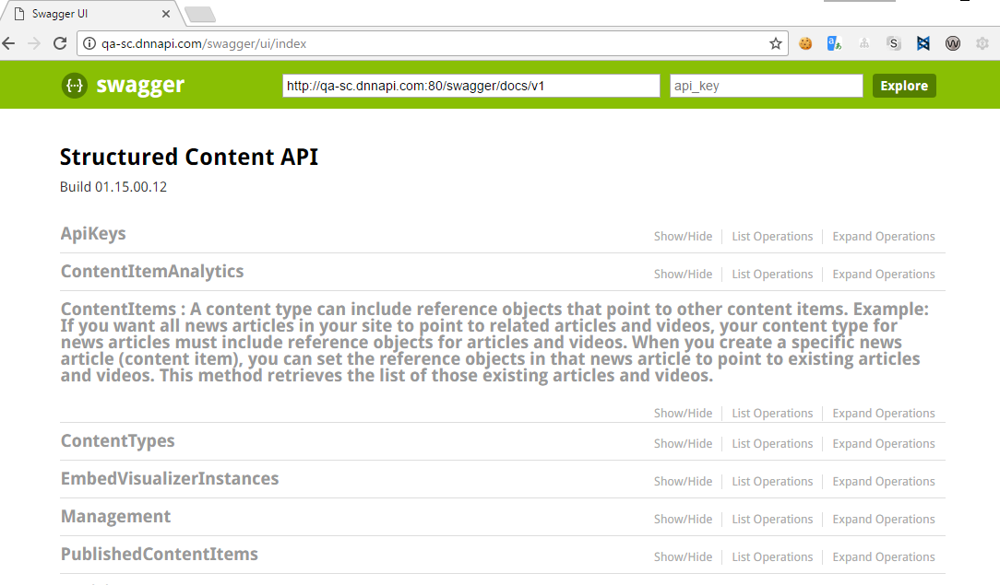 Swagger UI
qa-sc.dnnapi.com/swagger/ui/index
swagger http://qa-sc.dnnapi.com:80/swagger/docs/v1 api_key Explore
Structured Content API
Build 01.15.00.12
ApiKeys Show/Hide List Operations Expand Operations
ContentItemAnalytics Show/Hide List Operations Expand Operations
ContentItems : A content type can include reference objects that point to other content items. Example:
If you want all news articles in your site to point to related articles and videos, your content type for
news articles must include reference objects for articles and videos. When you create a specific news
article (content item), you can set the reference objects in that news article to point to existing articles
and videos. This method retrieves the list of those existing articles and videos.
Show/Hide List Operations Expand Operations
ContentTypes Show/Hide List Operations Expand Operations
EmbedVisualizerInstances Show/Hide List Operations Expand Operations
Management Show/Hide List Operations Expand Operations
PublishedContentItems Show/Hide List Operations Expand Operations